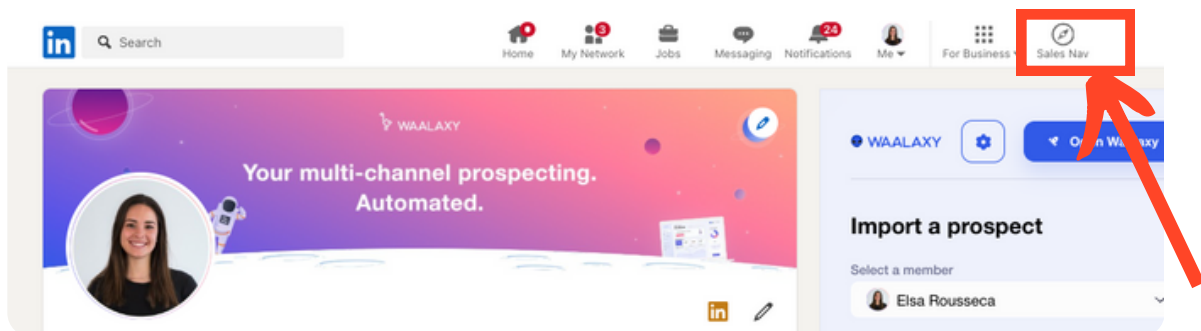 in
Search
3
24
Home
My Network
Jobs
Messaging
Notifications
Me
For Business
Sales Nav
WAALAXY
Your multi-channel prospecting.
Automated.
WAALAXY
Import a prospect
Select a member
Elsa Rousseca
in